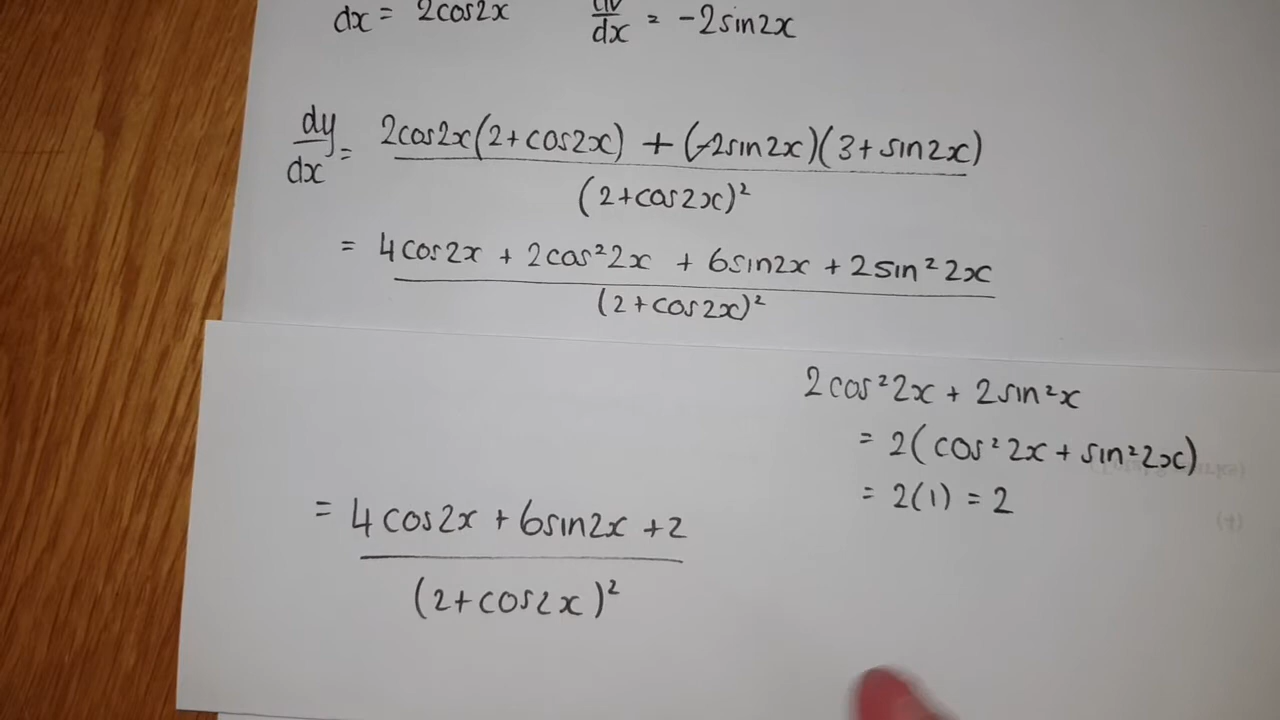 dx = 2cos2x dx = -2sin2x
dy/dx = 2cos2x(2+cos2x) + (-2sin2x)(3+sin2x)
(2+cos2x)²
= 4cos2x + 2cos²2x + 6sin2x + 2sin²2x
(2+cos2x)²
2cos²2x + 2sin²x
= 2(cos²2x + sin²2x)
= 2(1) = 2
= 4cos2x + 6sin2x + 2
(2+cos2x)²